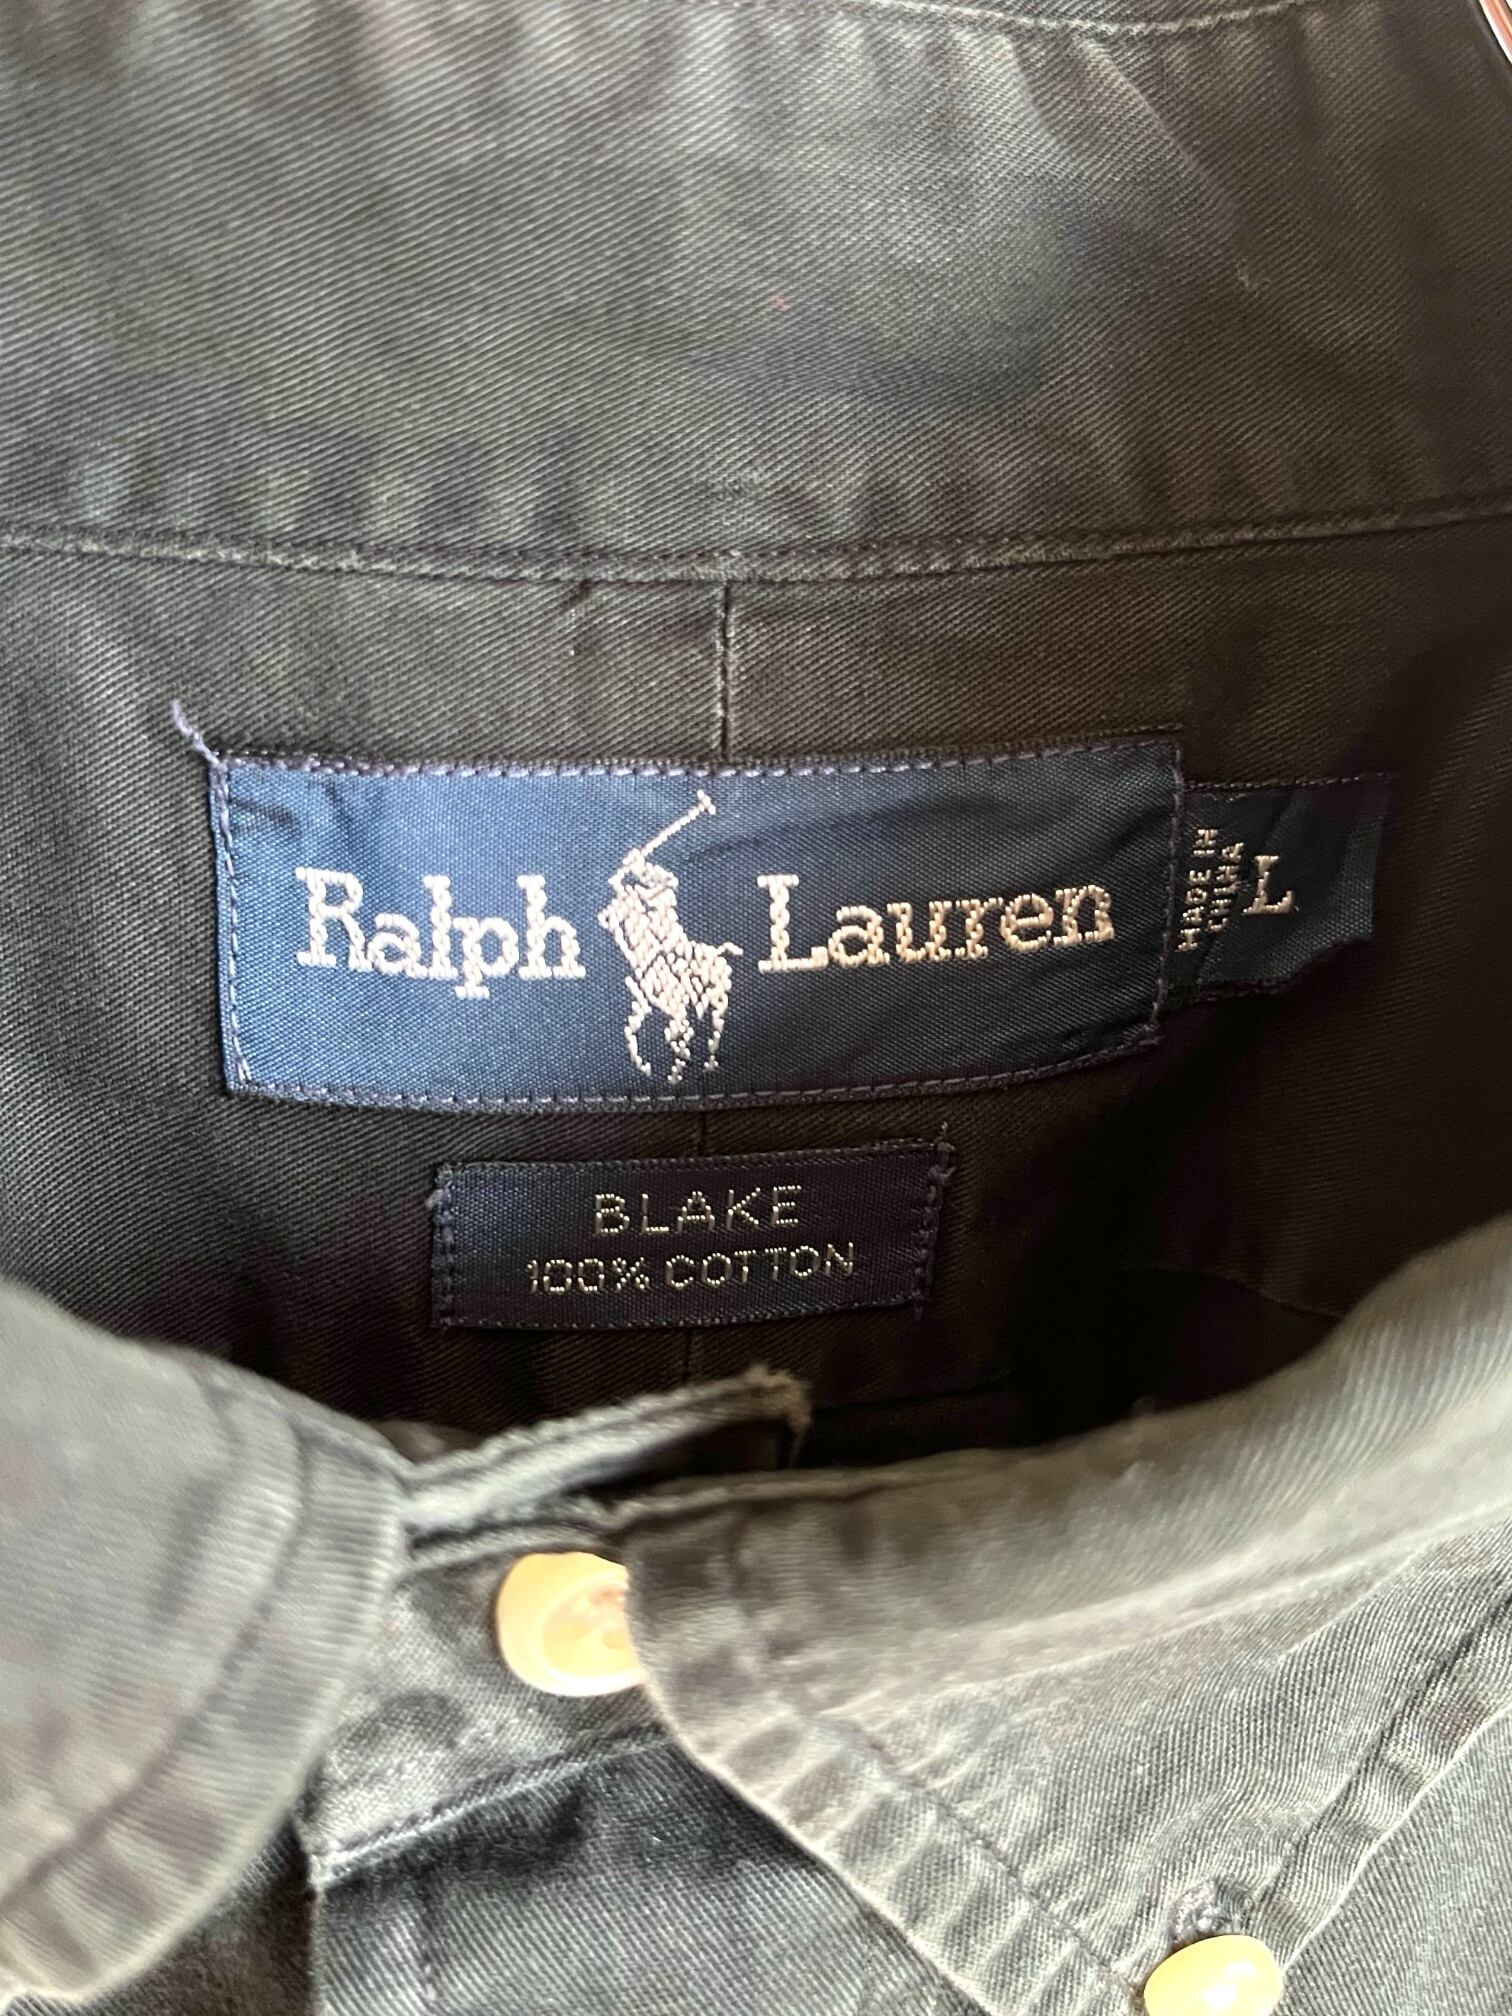 Ralph Lauren
MADE IN
CHINA
L
BLAKE
100% COTTON